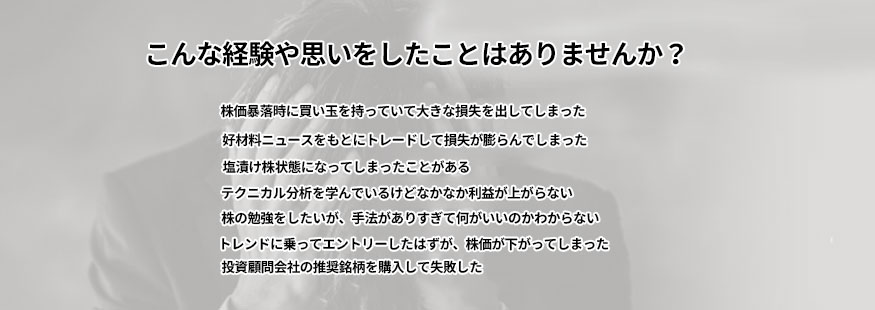 こんな経験や思いをしたことはありませんか？
株価暴落時に買い玉を持っていて大きな損失を出してしまった
好材料ニュースをもとにトレードして損失が膨らんでしまった
塩漬け株状態になってしまったことがある
テクニカル分析を学んでいるけどなかなか利益が上がらない
株の勉強をしたいが、手法がありすぎて何がいいのかわからない
トレンドに乗ってエントリーしたはずが、株価が下がってしまった
投資顧問会社の推奨銘柄を購入して失敗した